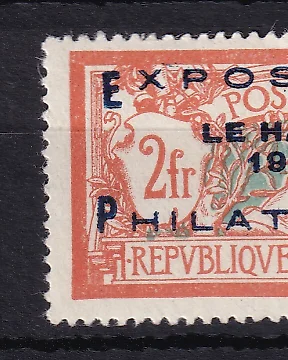 EXPOS
POS
LE HA
19
2fr
PHILAT
REPVBLIQVE